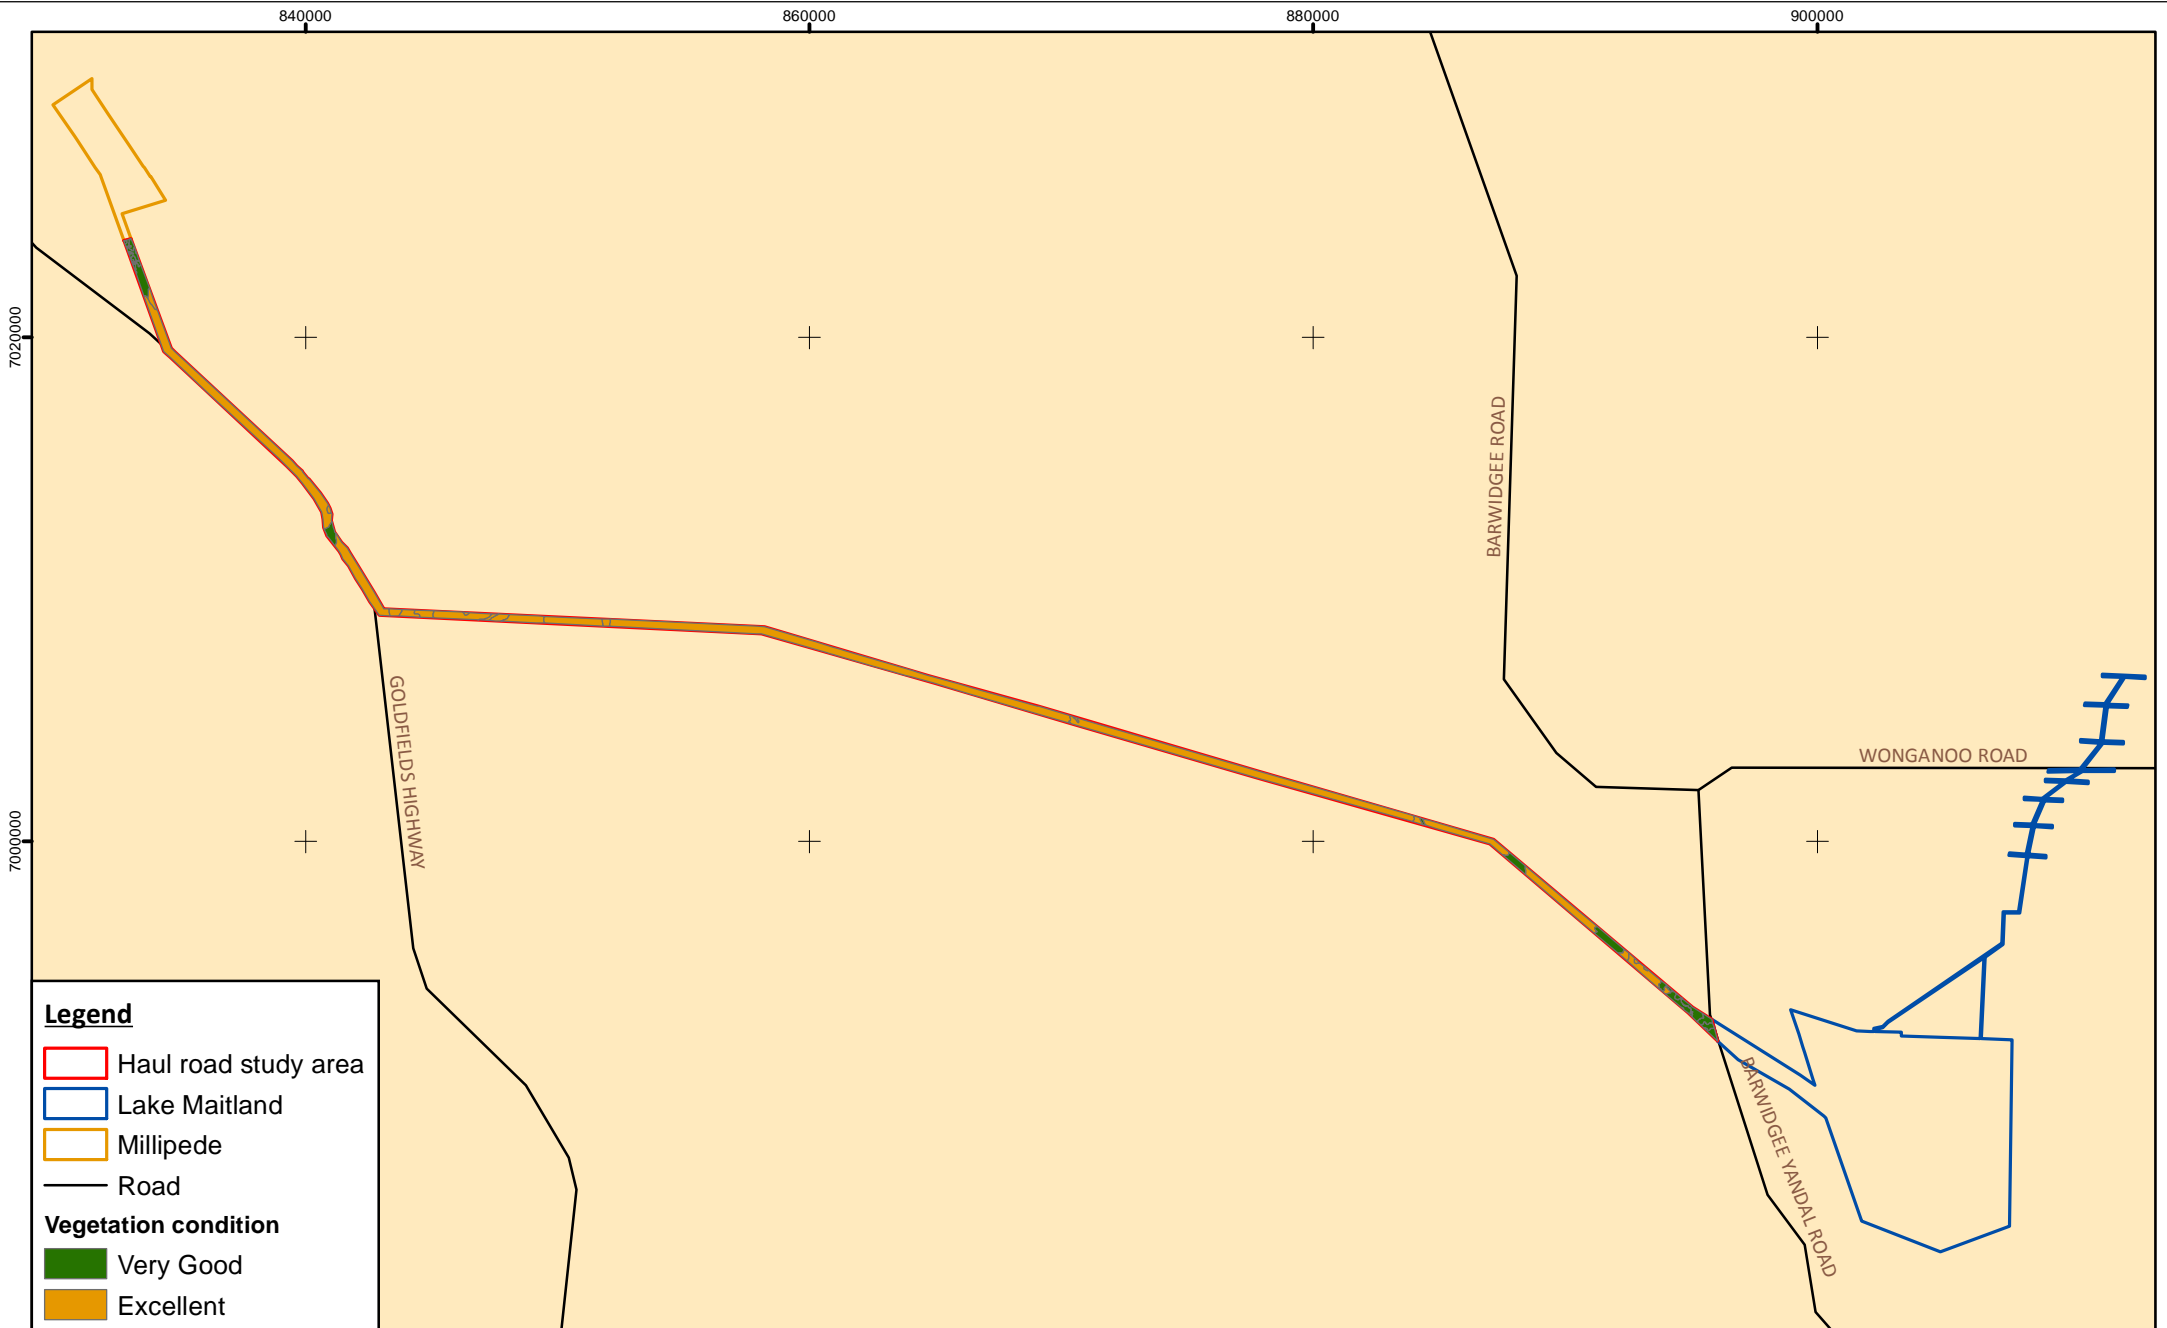 840000
860000
880000
900000
7020000
7000000
BARWIDGEE ROAD
WONGANOO ROAD
GOLDFIELDS HIGHWAY
BARWIDGEE YANDAL ROAD
Legend
Haul road study area
Lake Maitland
Millipede
Road
Vegetation condition
Very Good
Excellent